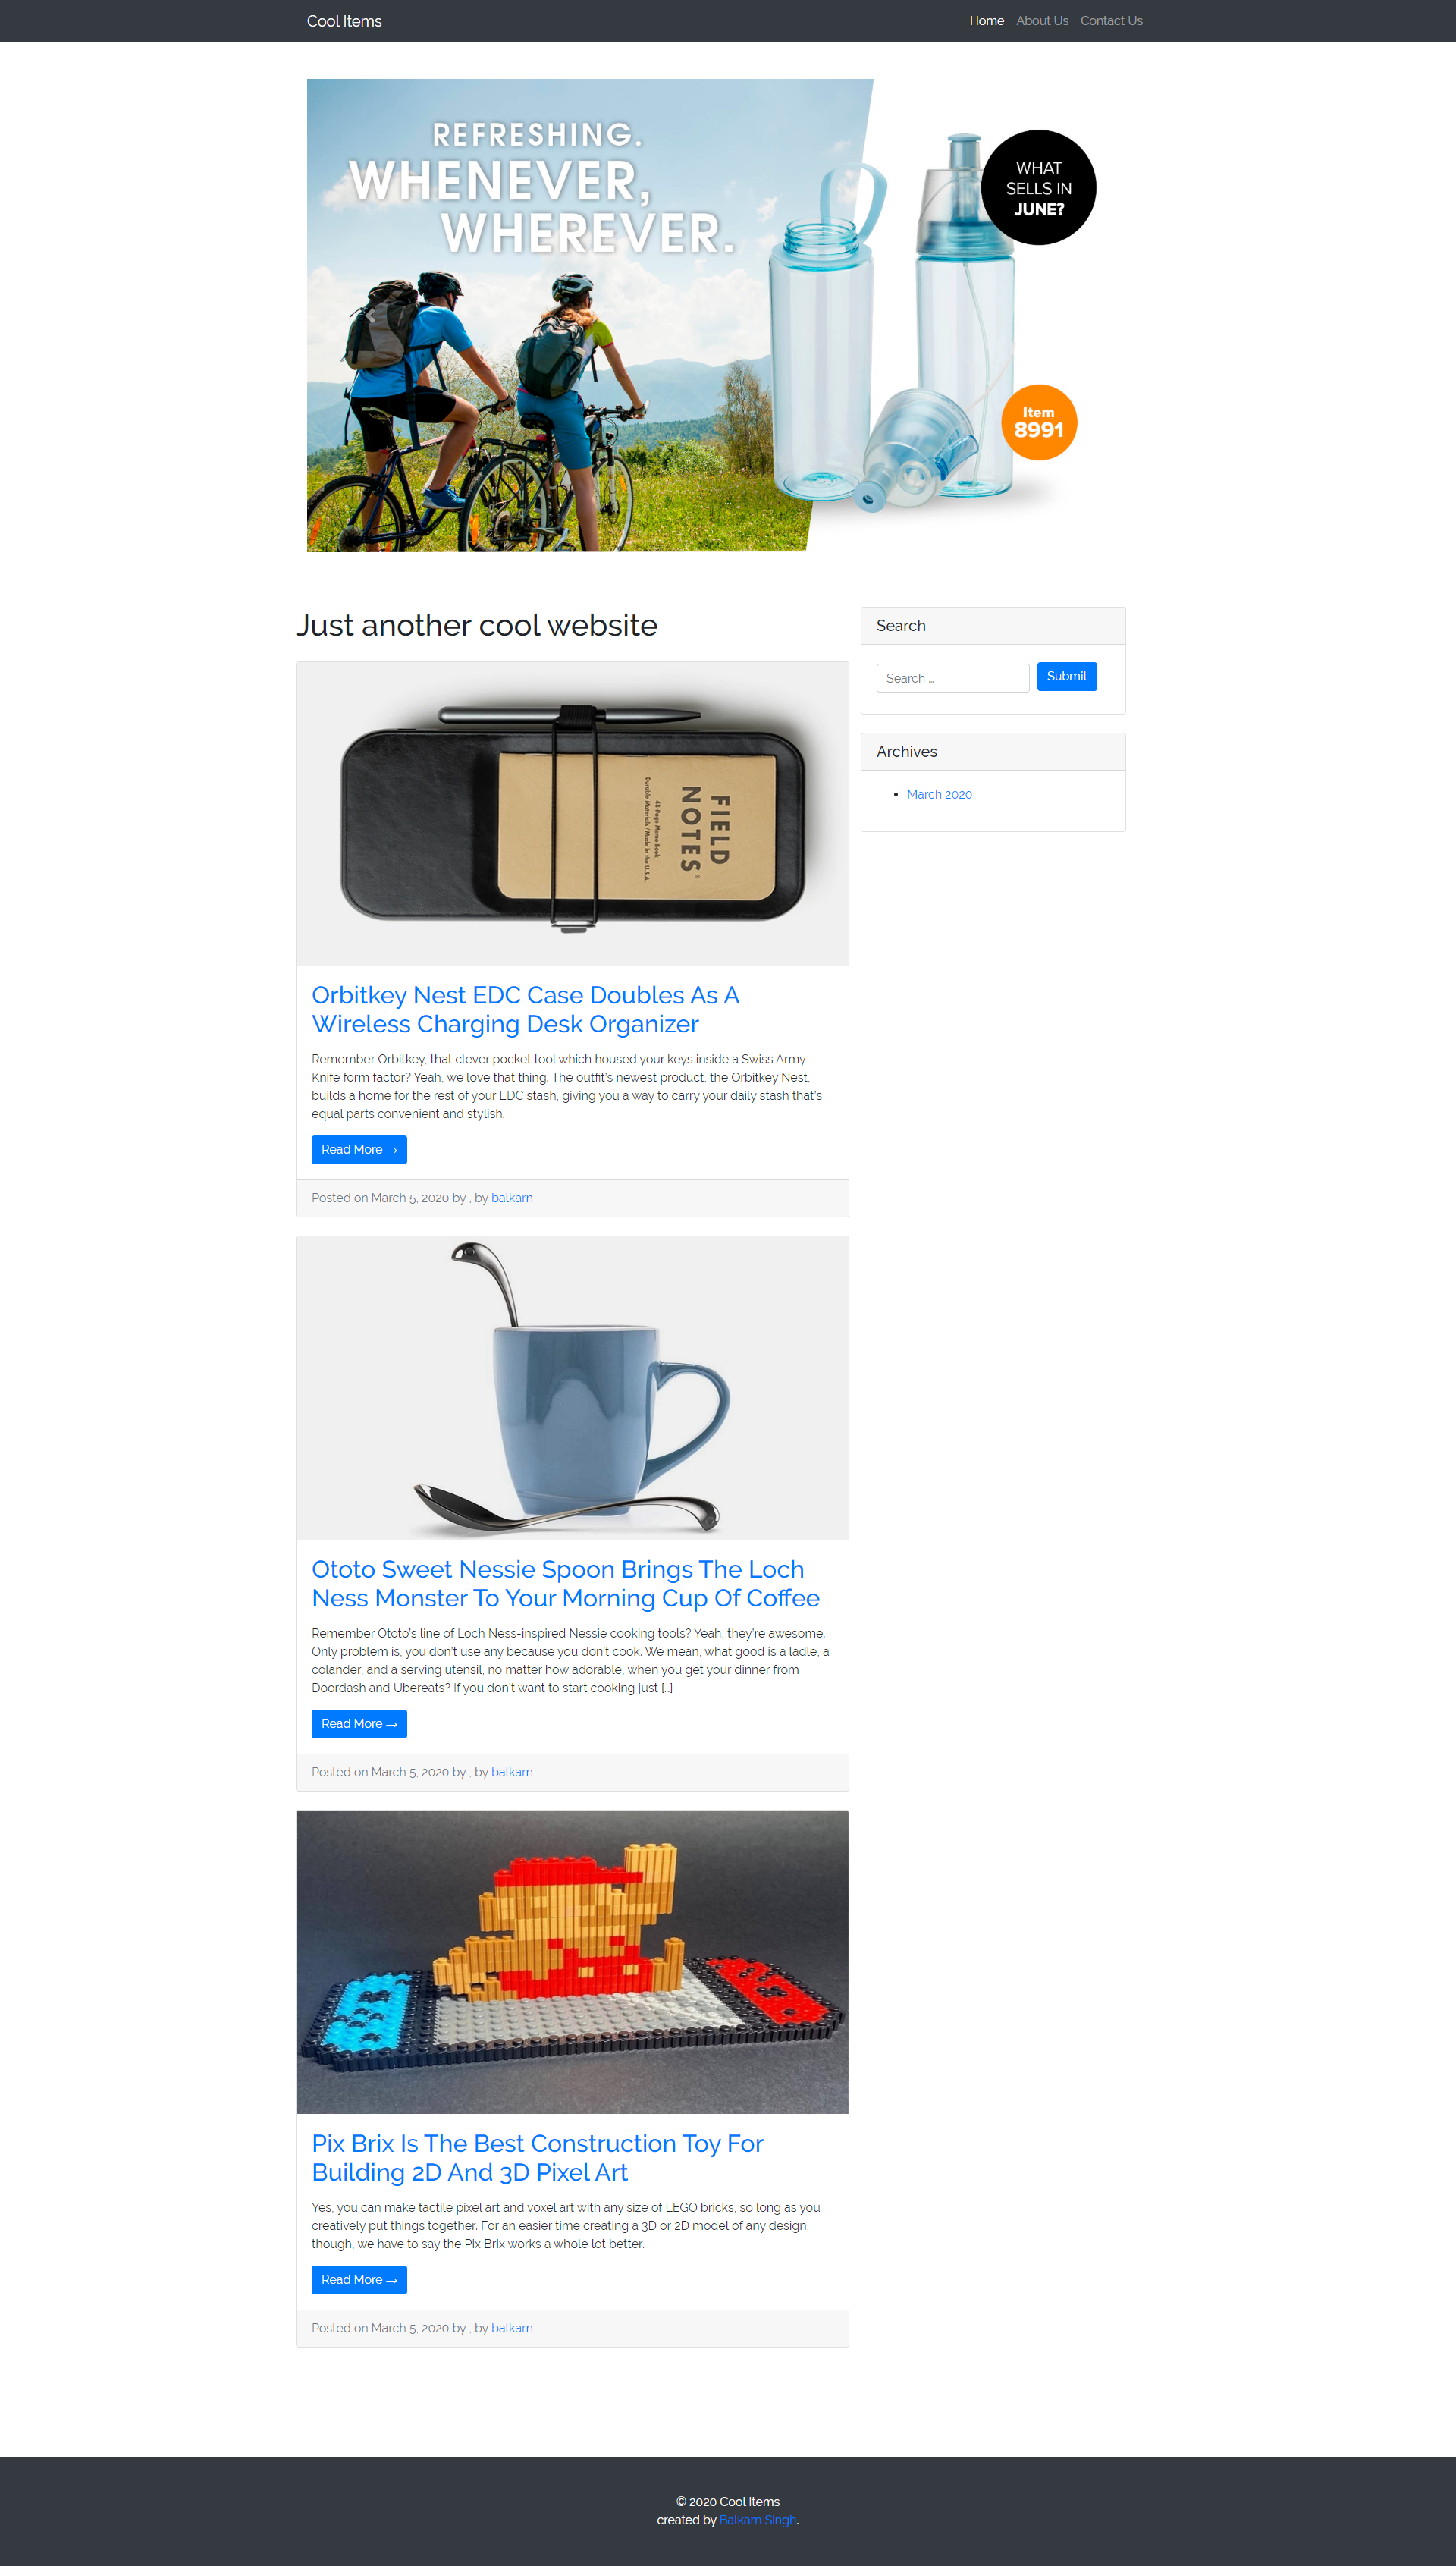 Cool Items
Home About Us Contact Us
REFRESHING.
WHENEVER,
WHEREVER.
WHAT
SELLS IN
JUNE?
Item
8991
...
Just another cool website
Search
Search …
Submit
Archives
March 2020
FIELD
NOTES®
48-Page Memo Book
Durable Materials / Made in the U.S.A.
Orbitkey Nest EDC Case Doubles As A
Wireless Charging Desk Organizer
Remember Orbitkey, that clever pocket tool which housed your keys inside a Swiss Army
Knife form factor? Yeah, we love that thing. The outfit’s newest product, the Orbitkey Nest,
builds a home for the rest of your EDC stash, giving you a way to carry your daily stash that’s
equal parts convenient and stylish.
Read More →
Posted on March 5, 2020 by , by balkarn
Ototo Sweet Nessie Spoon Brings The Loch
Ness Monster To Your Morning Cup Of Coffee
Remember Ototo’s line of Loch Ness-inspired Nessie cooking tools? Yeah, they’re awesome.
Only problem is, you don’t use any because you don’t cook. We mean, what good is a ladle, a
colander, and a serving utensil, no matter how adorable, when you get your dinner from
Doordash and Ubereats? If you don’t want to start cooking just […]
Read More →
Posted on March 5, 2020 by , by balkarn
Pix Brix Is The Best Construction Toy For
Building 2D And 3D Pixel Art
Yes, you can make tactile pixel art and voxel art with any size of LEGO bricks, so long as you
creatively put things together. For an easier time creating a 3D or 2D model of any design,
though, we have to say the Pix Brix works a whole lot better.
Read More →
Posted on March 5, 2020 by , by balkarn
© 2020 Cool Items
created by Balkarn Singh.